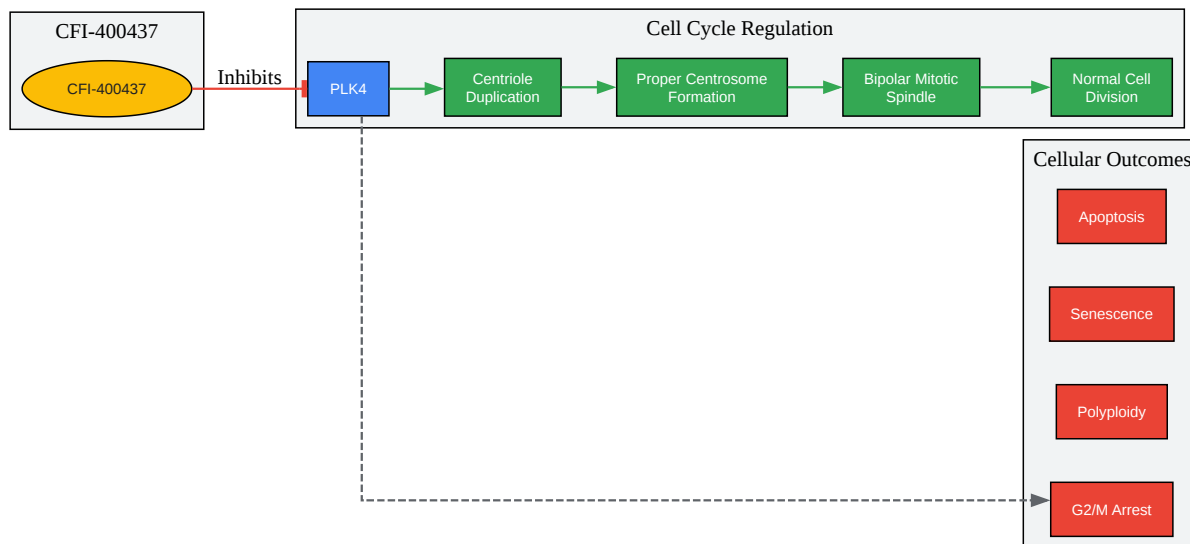 CFI-400437
CFI-400437
Inhibits
Cell Cycle Regulation
PLK4
Centriole
Duplication
Proper Centrosome
Formation
Bipolar Mitotic
Spindle
Normal Cell
Division
Cellular Outcomes
Apoptosis
Senescence
Polyploidy
G2/M Arrest